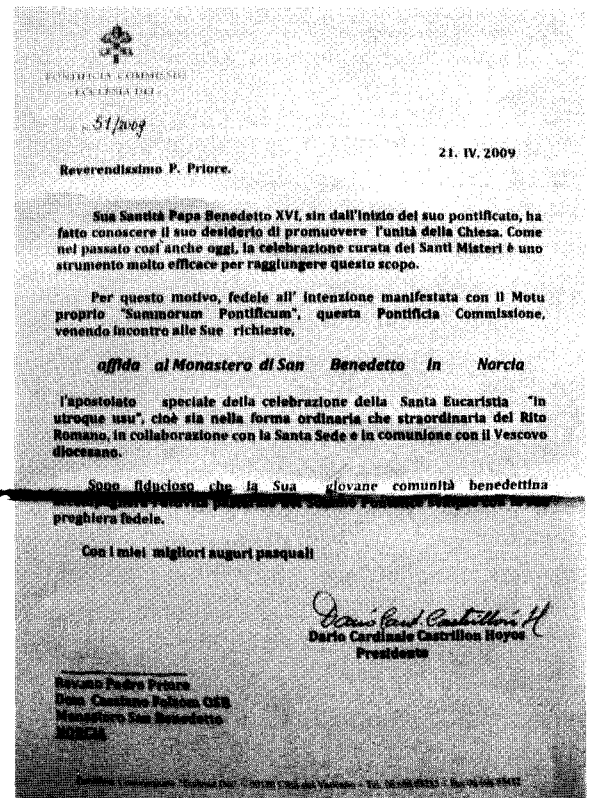 PONTIFICIA COMMISSIO
ECCLESIA DEI
51/2009
21. IV. 2009
Reverendissimo P. Priore.
Sua Santità Papa Benedetto XVI, sin dall'inizio del suo pontificato, ha
fatto conoscere il suo desiderio di promuovere l'unità della Chiesa. Come
nel passato così anche oggi, la celebrazione curata dei Santi Misteri è uno
strumento molto efficace per raggiungere questo scopo.
Per questo motivo, fedele all' intenzione manifestata con il Motu
proprio "Summorum Pontificum", questa Pontificia Commissione,
venendo incontro alle Sue richieste,
affida al Monastero di San Benedetto in Norcia
l'apostolato speciale della celebrazione della Santa Eucaristia "in
utroque usu", cioè sia nella forma ordinaria che straordinaria del Rito
Romano, in collaborazione con la Santa Sede e in comunione con il Vescovo
diocesano.
Sono fiducioso che la Sua giovane comunità benedettina
preghiera fedele.
Con i miei migliori auguri pasquali
Dario Card. Castrillón H
Dario Cardinale Castrillon Hoyos
Presidente
Padre Priore
Dom Cassiano Folsom OSB
Monastero San Benedetto
NORCIA